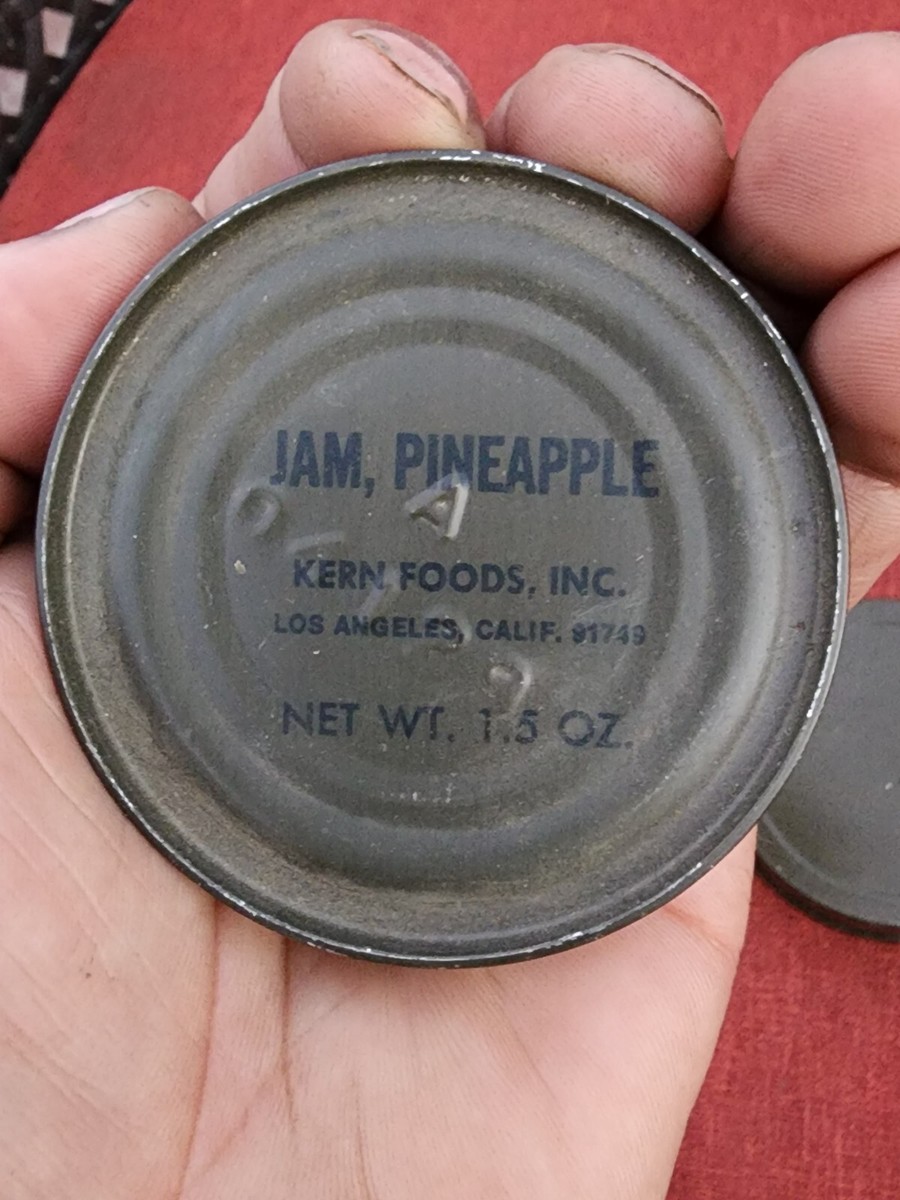 JAM, PINEAPPLE
A
KERN FOODS, INC.
LOS ANGELES, CALIF. 91749
NET WT. 1.5 OZ.